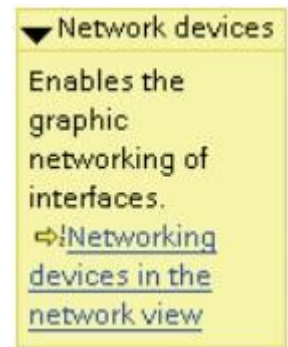 Network devices
Enables the
graphic
networking of
interfaces.
Networking
devices in the
network view